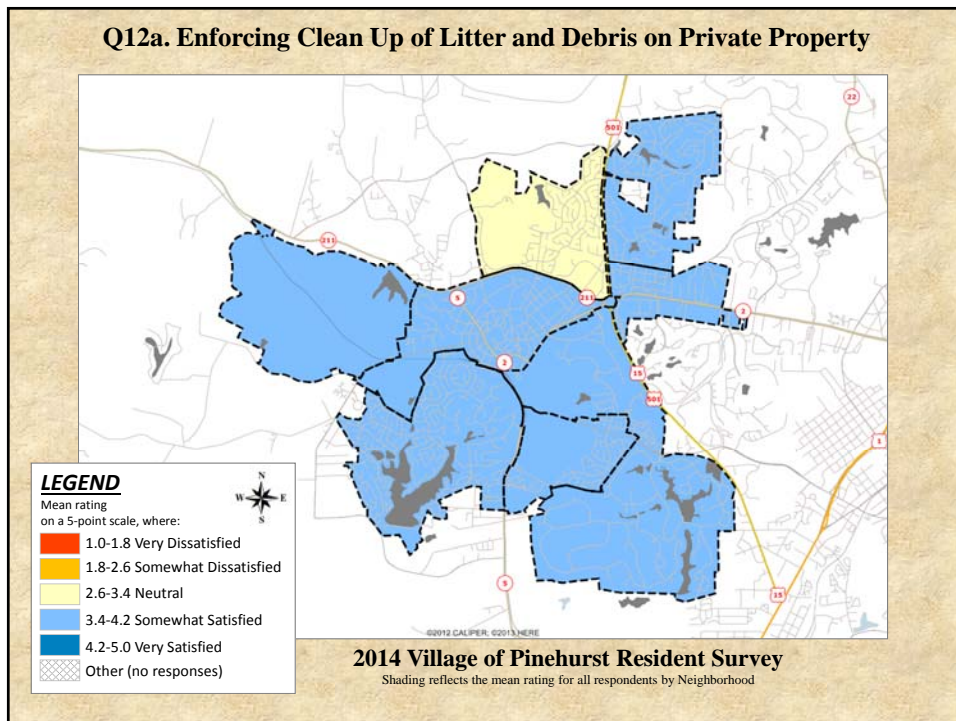 Q12a. Enforcing Clean Up of Litter and Debris on Private Property
22
501
211
5
211
2
2
15
501
1
5
15
LEGEND
N
W E
S
Mean rating
on a 5-point scale, where:
1.0-1.8 Very Dissatisfied
1.8-2.6 Somewhat Dissatisfied
2.6-3.4 Neutral
3.4-4.2 Somewhat Satisfied
4.2-5.0 Very Satisfied
Other (no responses)
©2012 CALIPER; ©2013 HERE
2014 Village of Pinehurst Resident Survey
Shading reflects the mean rating for all respondents by Neighborhood